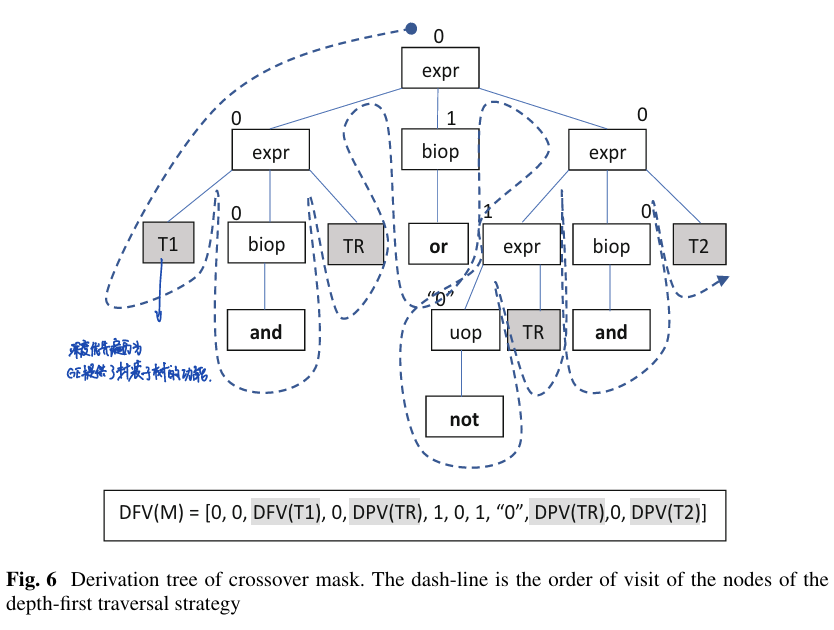 0
expr
0
1
0
expr
biop
expr
0
1
0
T1
biop
TR
or
expr
biop
T2
"0"
and
uop
TR
and
深度优先遍历为
GE提供了封装子树的功能.
not
DFV(M) = [0, 0, DFV(T1), 0, DPV(TR), 1, 0, 1, “0”, DPV(TR),0, DPV(T2)]
Fig. 6 Derivation tree of crossover mask. The dash-line is the order of visit of the nodes of the
depth-first traversal strategy